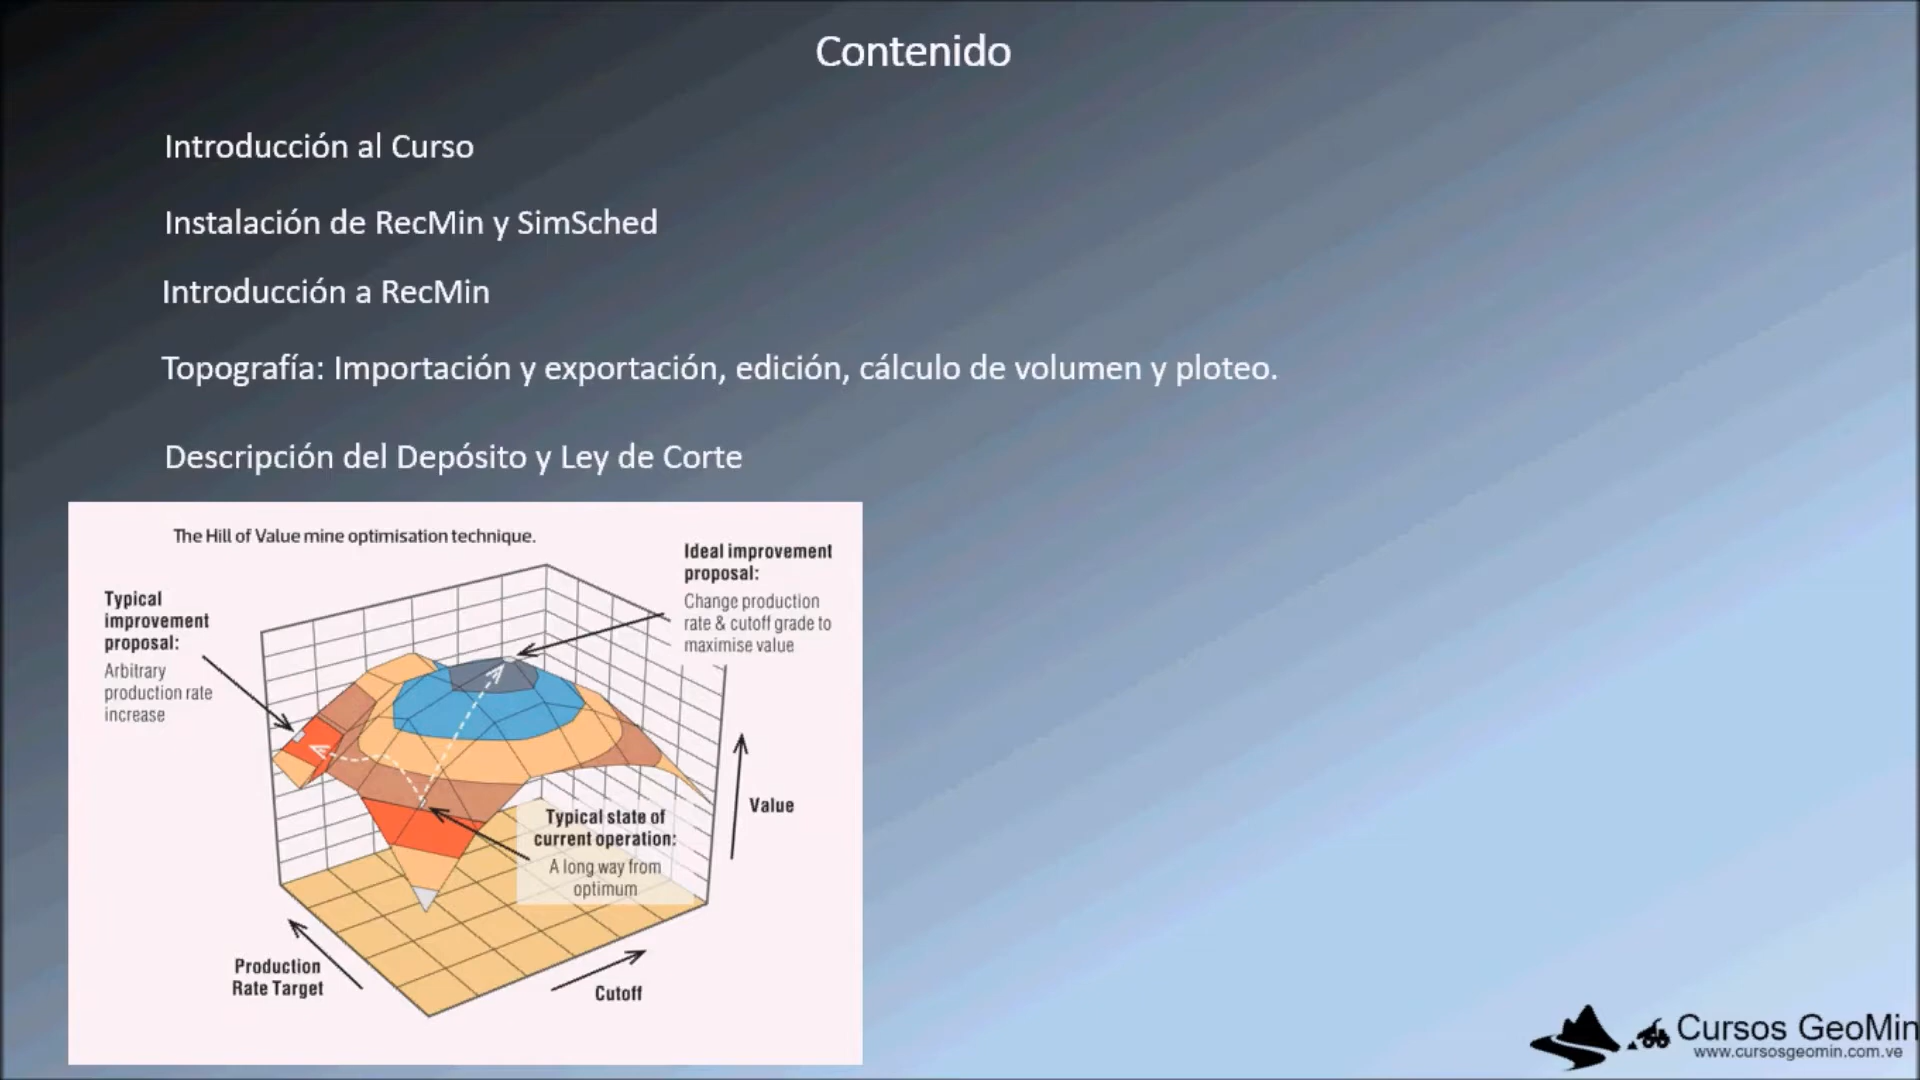 Contenido
Introducción al Curso
Instalación de RecMin y SimSched
Introducción a RecMin
Topografía: Importación y exportación, edición, cálculo de volumen y ploteo.
Descripción del Depósito y Ley de Corte
The Hill of Value mine optimisation technique.
Ideal improvement
proposal:
Change production
rate & cutoff grade to
maximise value
Typical
improvement
proposal:
Arbitrary
production rate
increase
Value
Typical state of
current operation:
A long way from
optimum
Production
Rate Target
Cutoff
Cursos GeoMin
www.cursosgeomin.com.ve